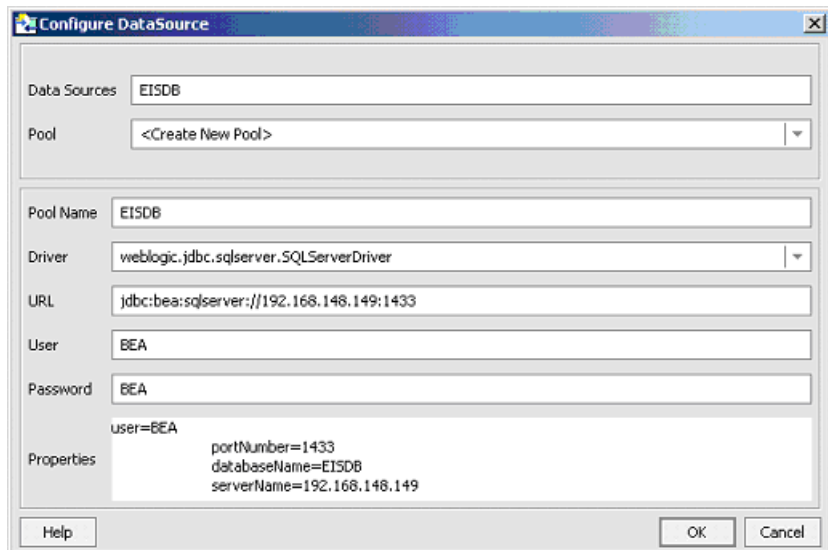 Configure DataSource
Data Sources EISDB
Pool <Create New Pool>
Pool Name EISDB
Driver weblogic.jdbc.sqlserver.SQLServerDriver
URL jdbc:bea:sqlserver://192.168.148.149:1433
User BEA
Password BEA
Properties
user=BEA
portNumber=1433
databaseName=EISDB
serverName=192.168.148.149
Help OK Cancel